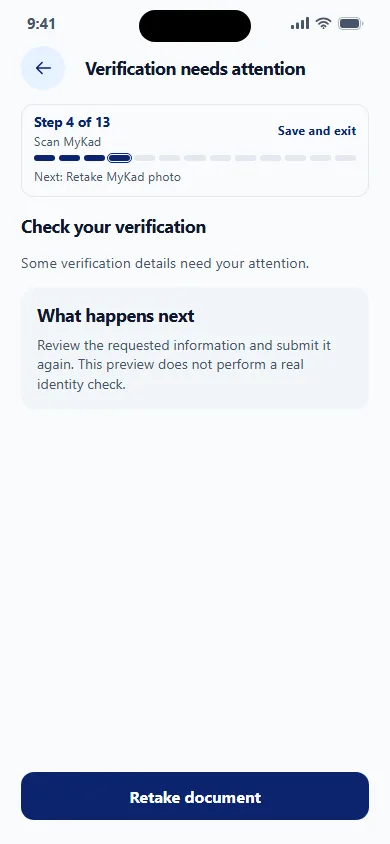 9:41
Verification needs attention
Step 4 of 13
Save and exit
Scan MyKad
Next: Retake MyKad photo
Check your verification
Some verification details need your attention.
What happens next
Review the requested information and submit it
again. This preview does not perform a real
identity check.
Retake document